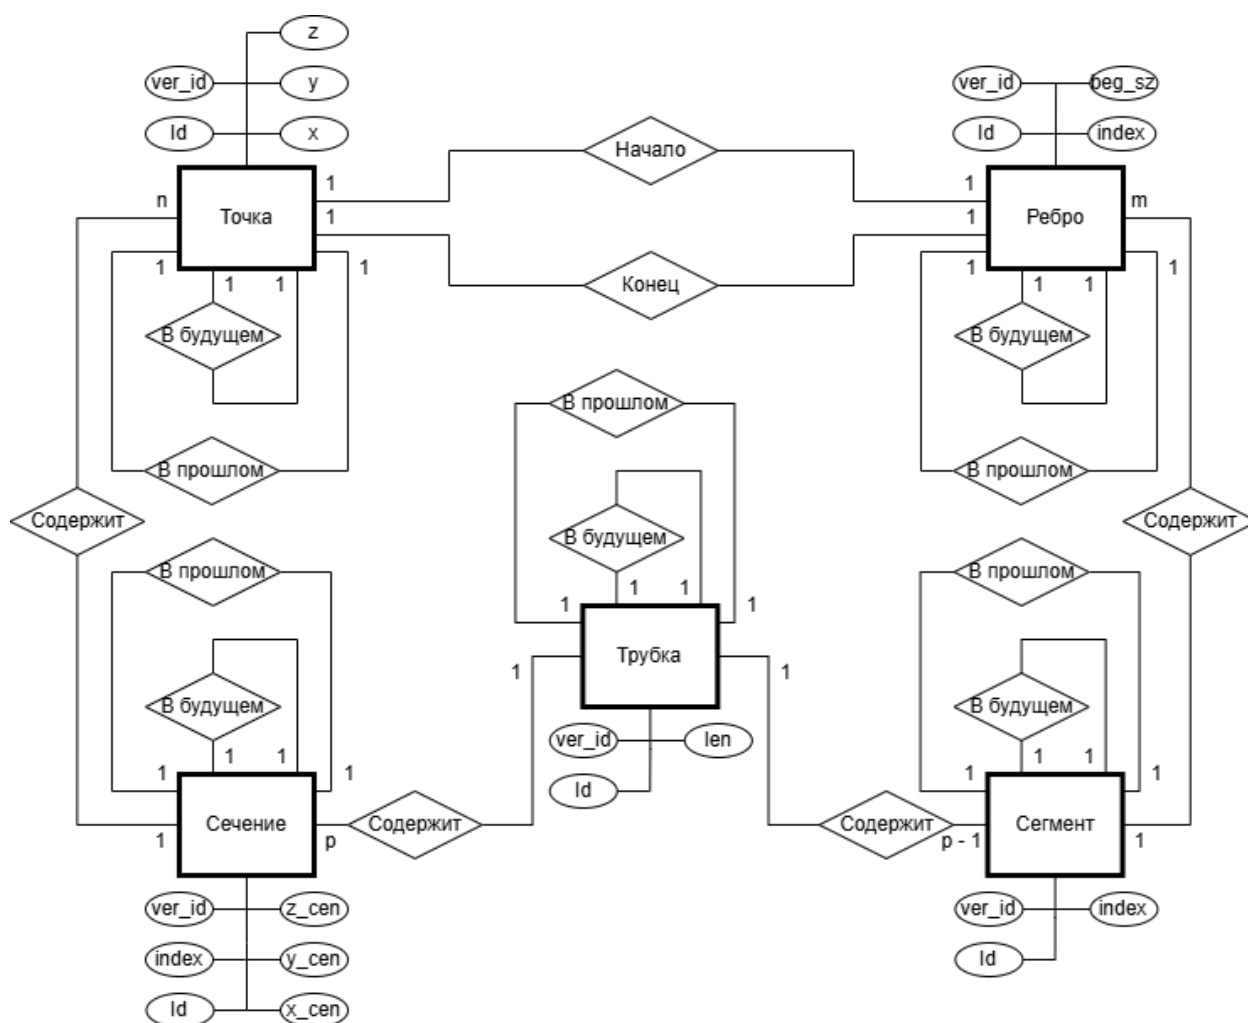 z
ver_id y
Id x
ver_id beg_sz
Id index
Начало
1 1
n Точка 1 1 Ребро m
1 1 1 1
Конец
1 1 1 1
В будущем
В будущем
В прошлом
В прошлом
В прошлом
Содержит
Содержит
В прошлом
В будущем
В прошлом
1 1 1 1
Трубка
1 1
В будущем
В будущем
ver_id len
1 1 1 1
1 1 1 1
Id
Сечение
Содержит
Содержит
Сегмент
1 p p - 1 1
ver_id z_cen
ver_id index
index y_cen
Id
Id x_cen